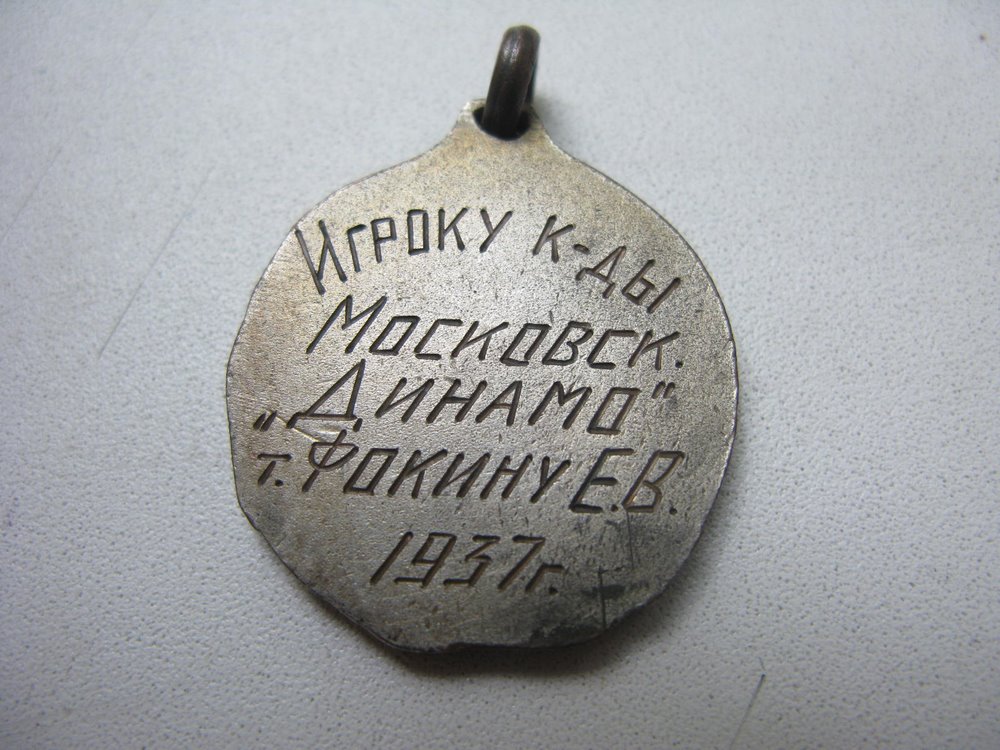 Игроку к-ды
Московск.
„Динамо"
т. Фокину Е.В.
1937г.